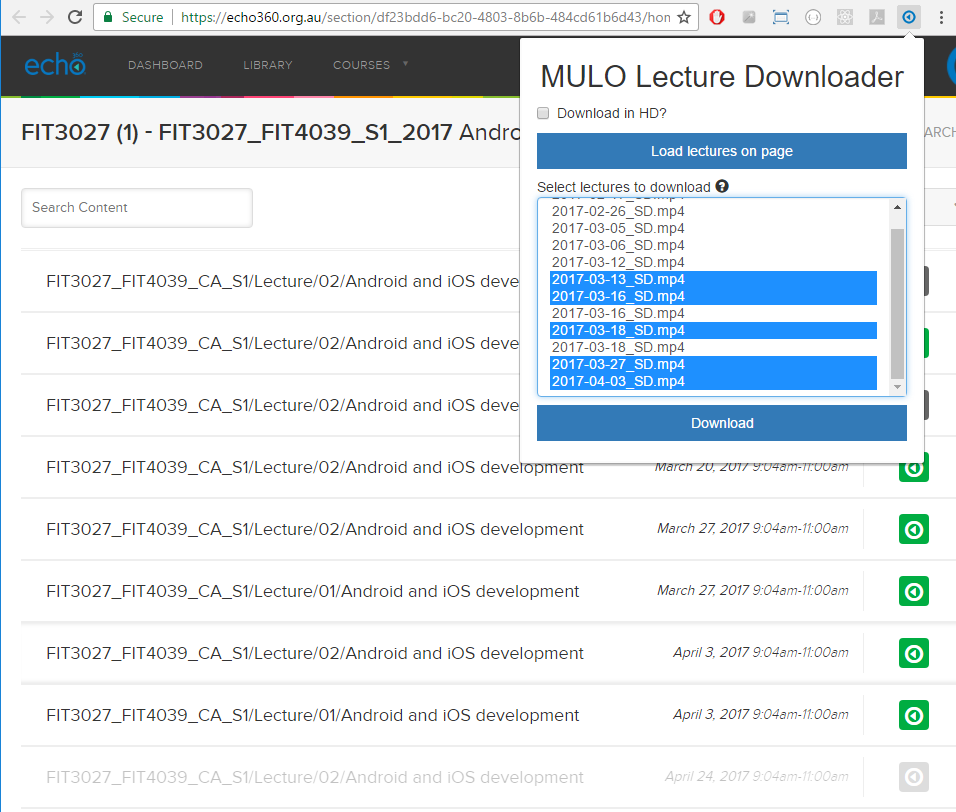 Secure https://echo360.org.au/section/df23bdd6-bc20-4803-8b6b-484cd61b6d43/hom
echo360
DASHBOARD
LIBRARY
COURSES
FIT3027 (1) - FIT3027_FIT4039_S1_2017 Andro
ARCH
Search Content
MULO Lecture Downloader
Download in HD?
Load lectures on page
Select lectures to download
2017-02-26_SD.mp4
2017-03-05_SD.mp4
2017-03-06_SD.mp4
2017-03-12_SD.mp4
2017-03-13_SD.mp4
2017-03-16_SD.mp4
2017-03-16_SD.mp4
2017-03-18_SD.mp4
2017-03-18_SD.mp4
2017-03-27_SD.mp4
2017-04-03_SD.mp4
Download
FIT3027_FIT4039_CA_S1/Lecture/02/Android and iOS deve
FIT3027_FIT4039_CA_S1/Lecture/02/Android and iOS deve
FIT3027_FIT4039_CA_S1/Lecture/02/Android and iOS deve
FIT3027_FIT4039_CA_S1/Lecture/02/Android and iOS development March 20, 2017 9:04am-11:00am
FIT3027_FIT4039_CA_S1/Lecture/02/Android and iOS development March 27, 2017 9:04am-11:00am
FIT3027_FIT4039_CA_S1/Lecture/01/Android and iOS development March 27, 2017 9:04am-11:00am
FIT3027_FIT4039_CA_S1/Lecture/02/Android and iOS development April 3, 2017 9:04am-11:00am
FIT3027_FIT4039_CA_S1/Lecture/01/Android and iOS development April 3, 2017 9:04am-11:00am
FIT3027_FIT4039_CA_S1/Lecture/02/Android and iOS development April 24, 2017 9:04am-11:00am